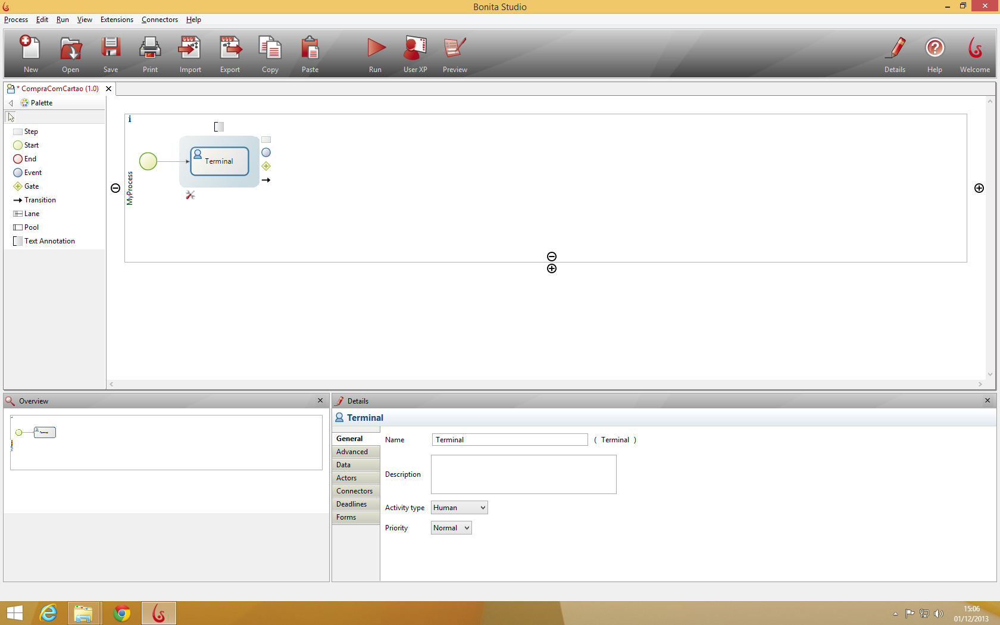 Bonita Studio
Process Edit Run View Extensions Connectors Help
New Open Save Print Import Export Copy Paste Run User XP Preview Details Help Welcome
* CompraComCartao (1.0)
Palette
Step
Start
End
Event
Gate
Transition
Lane
Pool
Text Annotation
MyProcess
Terminal
Overview
Terminal
Details
Terminal
General
Advanced
Data
Actors
Connectors
Deadlines
Forms
Name Terminal ( Terminal )
Description
Activity type Human
Priority Normal
15:06
01/12/2013